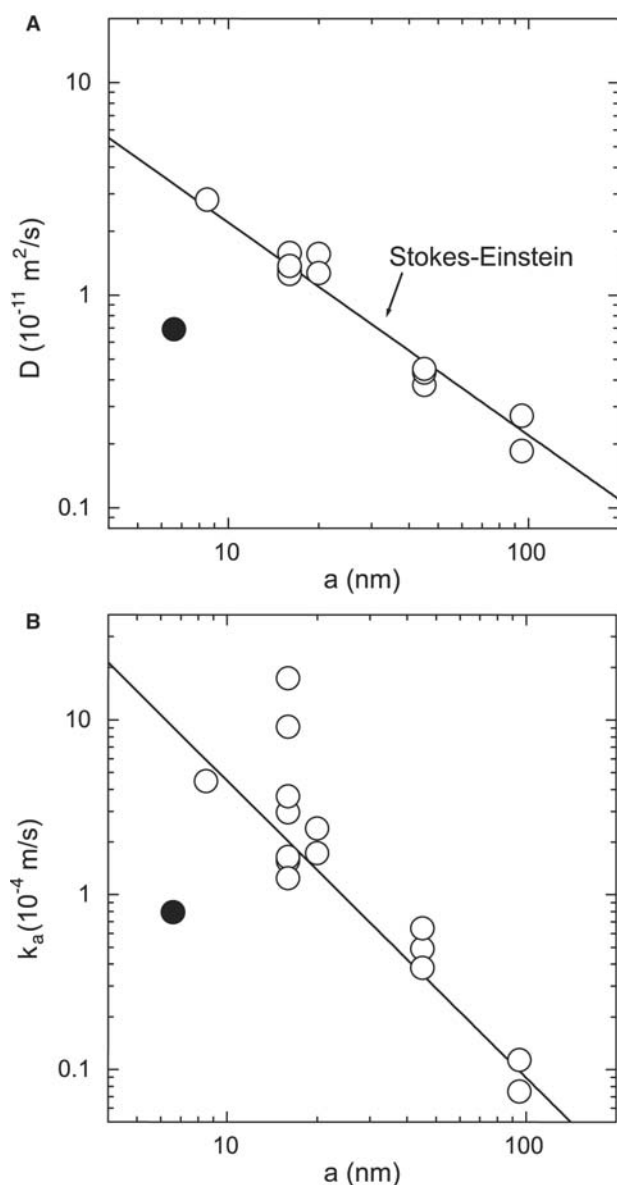 A
10
1
0.1
D (10⁻¹¹ m²/s)
Stokes-Einstein
10
100
a (nm)
B
10
1
0.1
kₐ(10⁻⁴ m/s)
10
100
a (nm)